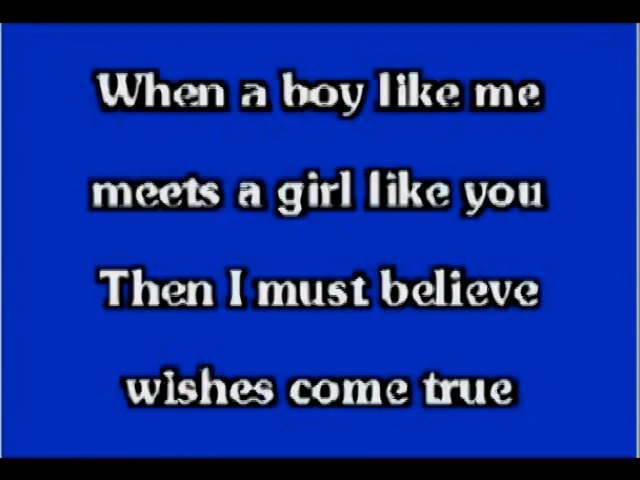 When a boy like me
meets a girl like you
Then I must believe
wishes come true